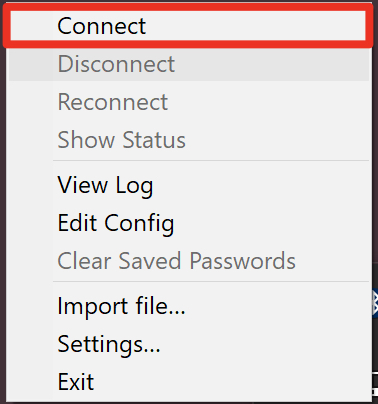 Connect
Disconnect
Reconnect
Show Status
View Log
Edit Config
Clear Saved Passwords
Import file...
Settings...
Exit